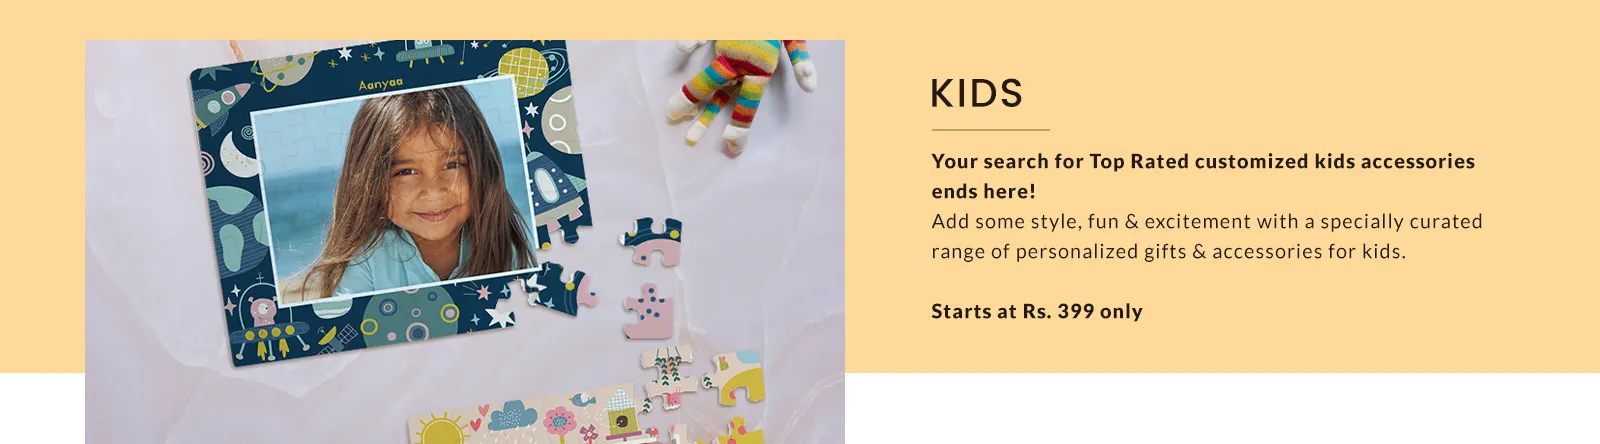 Aanyaa
KIDS
Your search for Top Rated customized kids accessories
ends here!
Add some style, fun & excitement with a specially curated
range of personalized gifts & accessories for kids.
Starts at Rs. 399 only